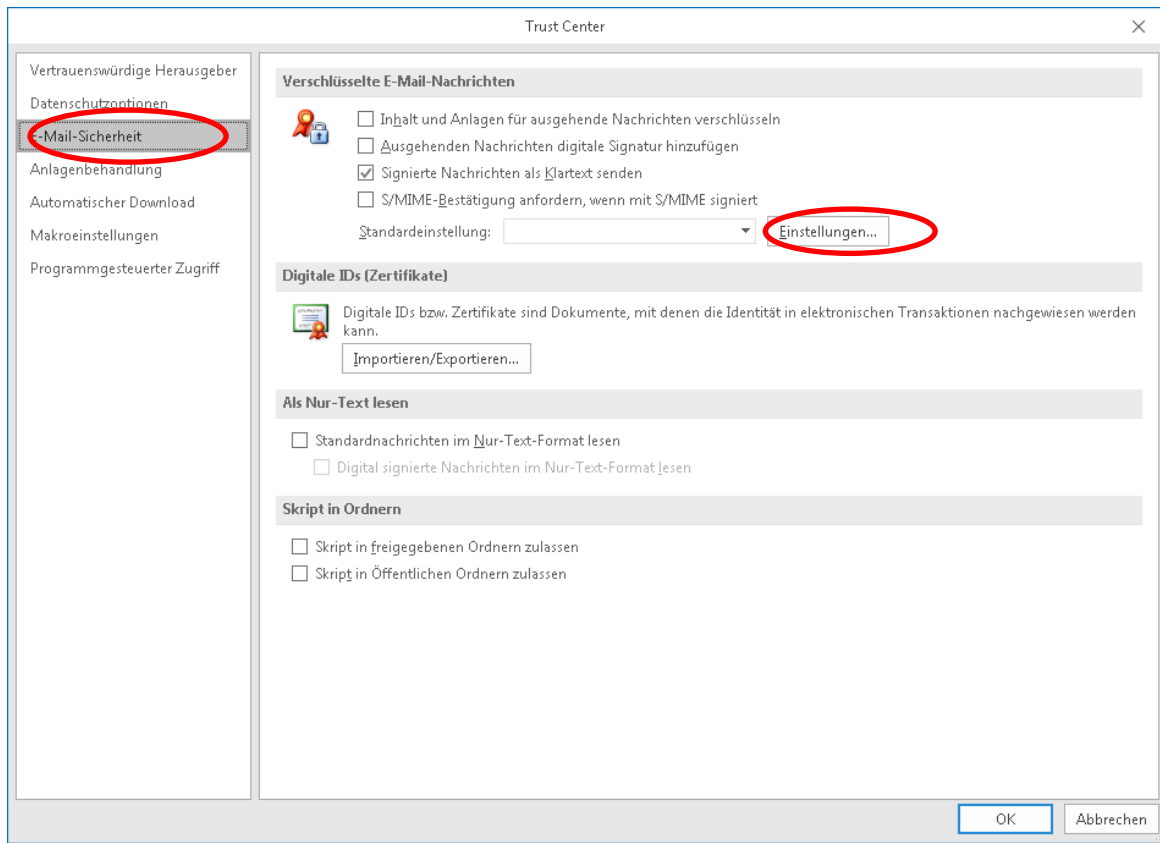 Trust Center
Vertrauenswürdige Herausgeber
Datenschutzoptionen
E-Mail-Sicherheit
Anlagenbehandlung
Automatischer Download
Makroeinstellungen
Programmgesteuerter Zugriff
Verschlüsselte E-Mail-Nachrichten
Inhalt und Anlagen für ausgehende Nachrichten verschlüsseln
Ausgehenden Nachrichten digitale Signatur hinzufügen
Signierte Nachrichten als Klartext senden
S/MIME-Bestätigung anfordern, wenn mit S/MIME signiert
Standardeinstellung:
Einstellungen...
Digitale IDs (Zertifikate)
Digitale IDs bzw. Zertifikate sind Dokumente, mit denen die Identität in elektronischen Transaktionen nachgewiesen werden
kann.
Importieren/Exportieren...
Als Nur-Text lesen
Standardnachrichten im Nur-Text-Format lesen
Digital signierte Nachrichten im Nur-Text-Format lesen
Skript in Ordnern
Skript in freigegebenen Ordnern zulassen
Skript in Öffentlichen Ordnern zulassen
OK
Abbrechen